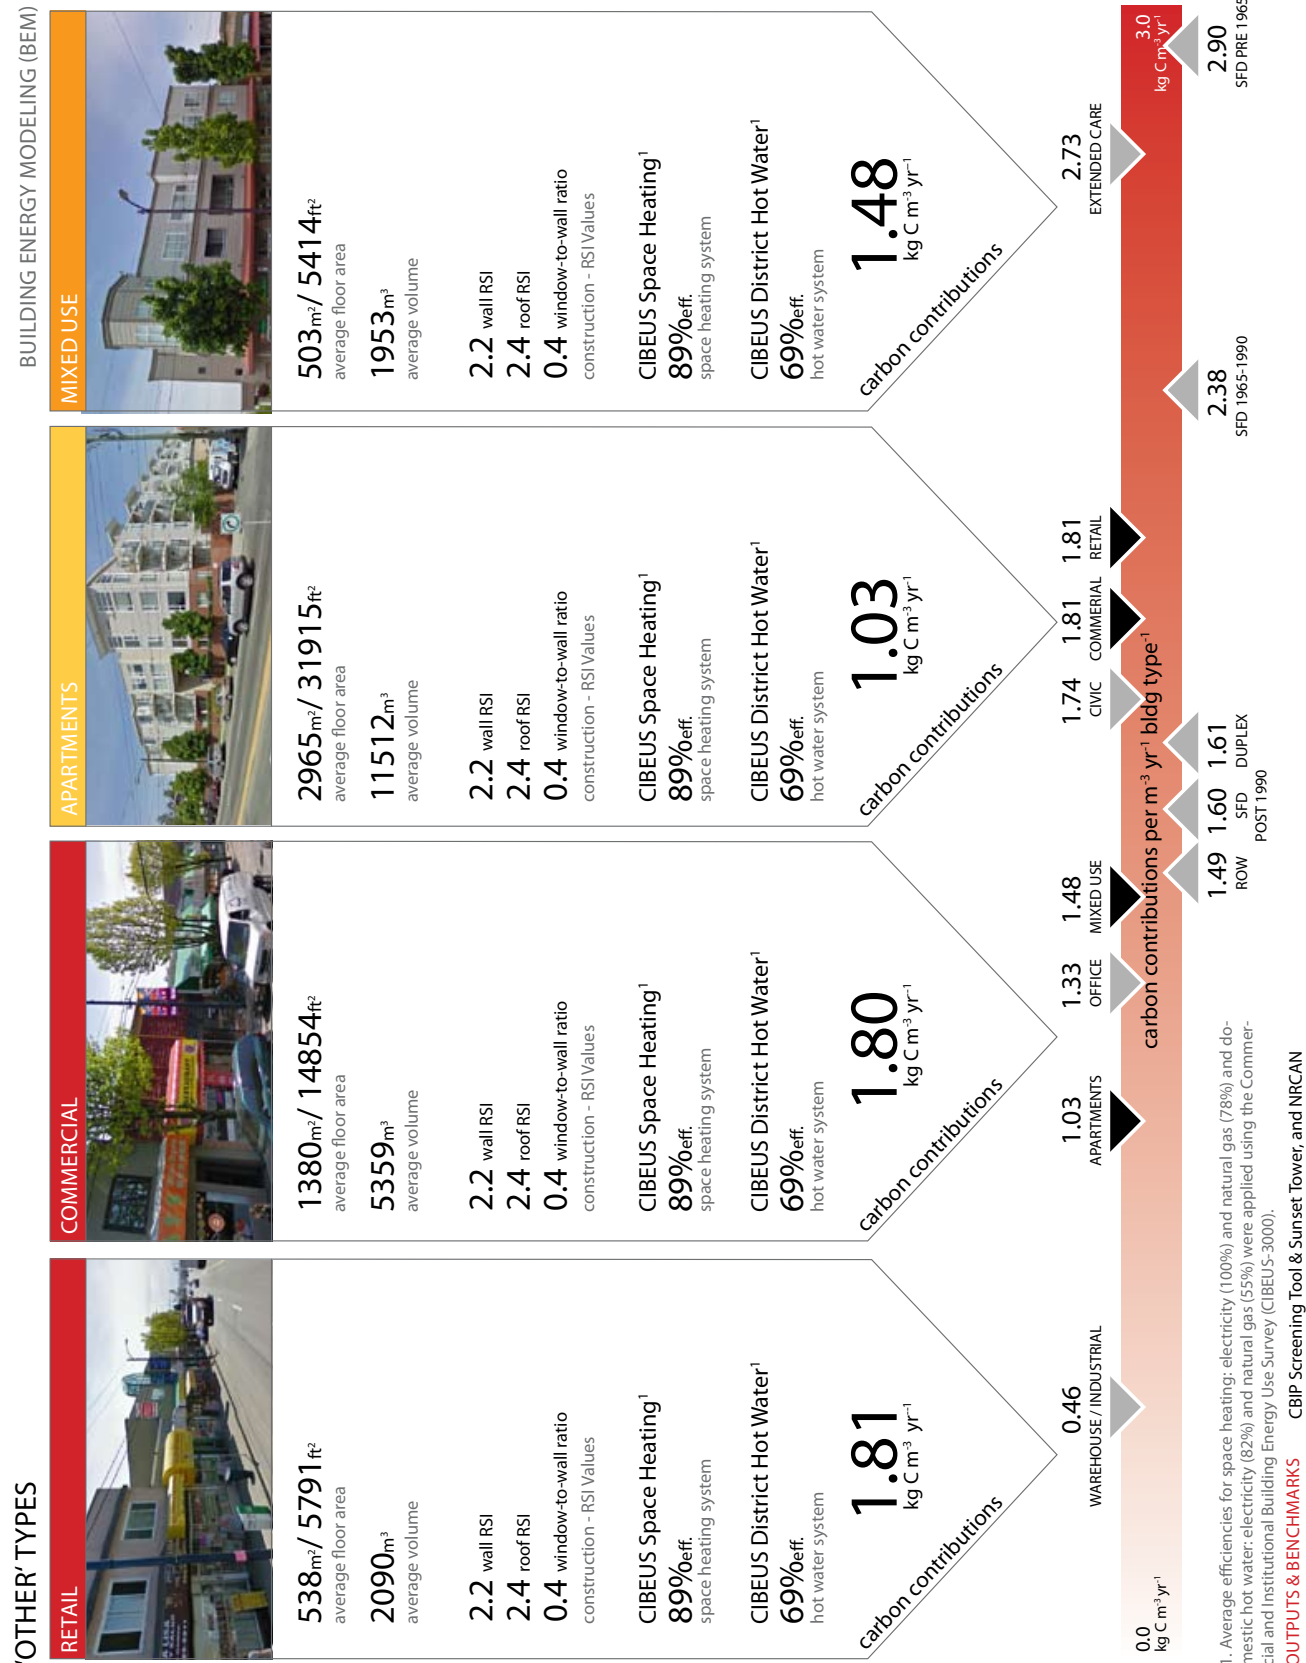 'OTHER' TYPES
BUILDING ENERGY MODELING (BEM)
RETAIL
538m²/ 5791ft²
average floor area
2090m³
average volume
2.2 wall RSI
2.4 roof RSI
0.4 window-to-wall ratio
construction - RSI Values
CIBEUS Space Heating¹
89%eff.
space heating system
CIBEUS District Hot Water¹
69%eff.
hot water system
carbon contributions
1.81
kg C m⁻³ yr⁻¹
COMMERCIAL
1380m²/ 14854ft²
average floor area
5359m³
average volume
2.2 wall RSI
2.4 roof RSI
0.4 window-to-wall ratio
construction - RSI Values
CIBEUS Space Heating¹
89%eff.
space heating system
CIBEUS District Hot Water¹
69%eff.
hot water system
carbon contributions
1.80
kg C m⁻³ yr⁻¹
APARTMENTS
2965m²/ 31915ft²
average floor area
11512m³
average volume
2.2 wall RSI
2.4 roof RSI
0.4 window-to-wall ratio
construction - RSI Values
CIBEUS Space Heating¹
89%eff.
space heating system
CIBEUS District Hot Water¹
69%eff.
hot water system
carbon contributions
1.03
kg C m⁻³ yr⁻¹
MIXED USE
503m²/ 5414ft²
average floor area
1953m³
average volume
2.2 wall RSI
2.4 roof RSI
0.4 window-to-wall ratio
construction - RSI Values
CIBEUS Space Heating¹
89%eff.
space heating system
CIBEUS District Hot Water¹
69%eff.
hot water system
carbon contributions
1.48
kg C m⁻³ yr⁻¹
0.46
WAREHOUSE / INDUSTRIAL
1.03
APARTMENTS
1.33
OFFICE
1.48
MIXED USE
1.74
CIVIC
1.81
COMMERIAL
1.81
RETAIL
2.73
EXTENDED CARE
0.0
kg C m⁻³ yr⁻¹
carbon contributions per m⁻³ yr⁻¹ bldg type⁻¹
3.0
kg C m⁻³ yr⁻¹
1.49
ROW
1.60
SFD
POST 1990
1.61
DUPLEX
2.38
SFD 1965-1990
2.90
SFD PRE 1965
1. Average efficiencies for space heating: electricity (100%) and natural gas (78%) and do-
mestic hot water: electricity (82%) and natural gas (55%) were applied using the Commer-
cial and Institutional Building Energy Use Survey (CIBEUS-3000).
OUTPUTS & BENCHMARKS CBIP Screening Tool & Sunset Tower, and NRCAN